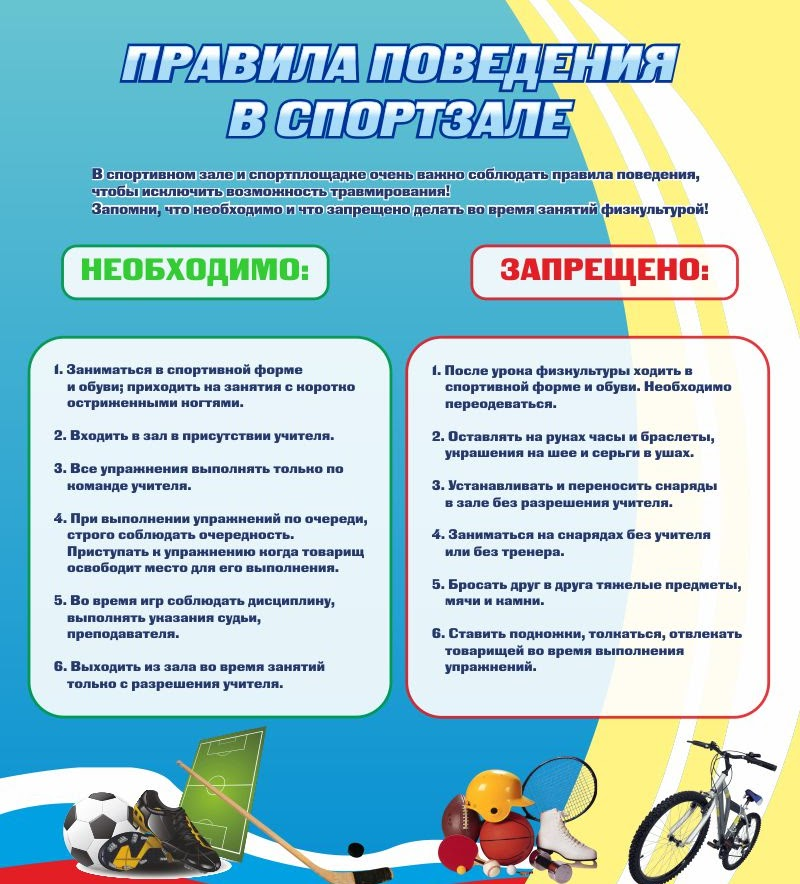 ПРАВИЛА ПОВЕДЕНИЯ
В СПОРТЗАЛЕ
В спортивном зале и спортплощадке очень важно соблюдать правила поведения,
чтобы исключить возможность травмирования!
Запомни, что необходимо и что запрещено делать во время занятий физкультурой!
НЕОБХОДИМО:
1. Заниматься в спортивной форме
и обуви; приходить на занятия с коротко
остриженными ногтями.
2. Входить в зал в присутствии учителя.
3. Все упражнения выполнять только по
команде учителя.
4. При выполнении упражнений по очереди,
строго соблюдать очередность.
Приступать к упражнению когда товарищ
освободит место для его выполнения.
5. Во время игр соблюдать дисциплину,
выполнять указания судьи,
преподавателя.
6. Выходить из зала во время занятий
только с разрешения учителя.
ЗАПРЕЩЕНО:
1. После урока физкультуры ходить в
спортивной форме и обуви. Необходимо
переодеваться.
2. Оставлять на руках часы и браслеты,
украшения на шее и серьги в ушах.
3. Устанавливать и переносить снаряды
в зале без разрешения учителя.
4. Заниматься на снарядах без учителя
или без тренера.
5. Бросать друг в друга тяжелые предметы,
мячи и камни.
6. Ставить подножки, толкаться, отвлекать
товарищей во время выполнения
упражнений.